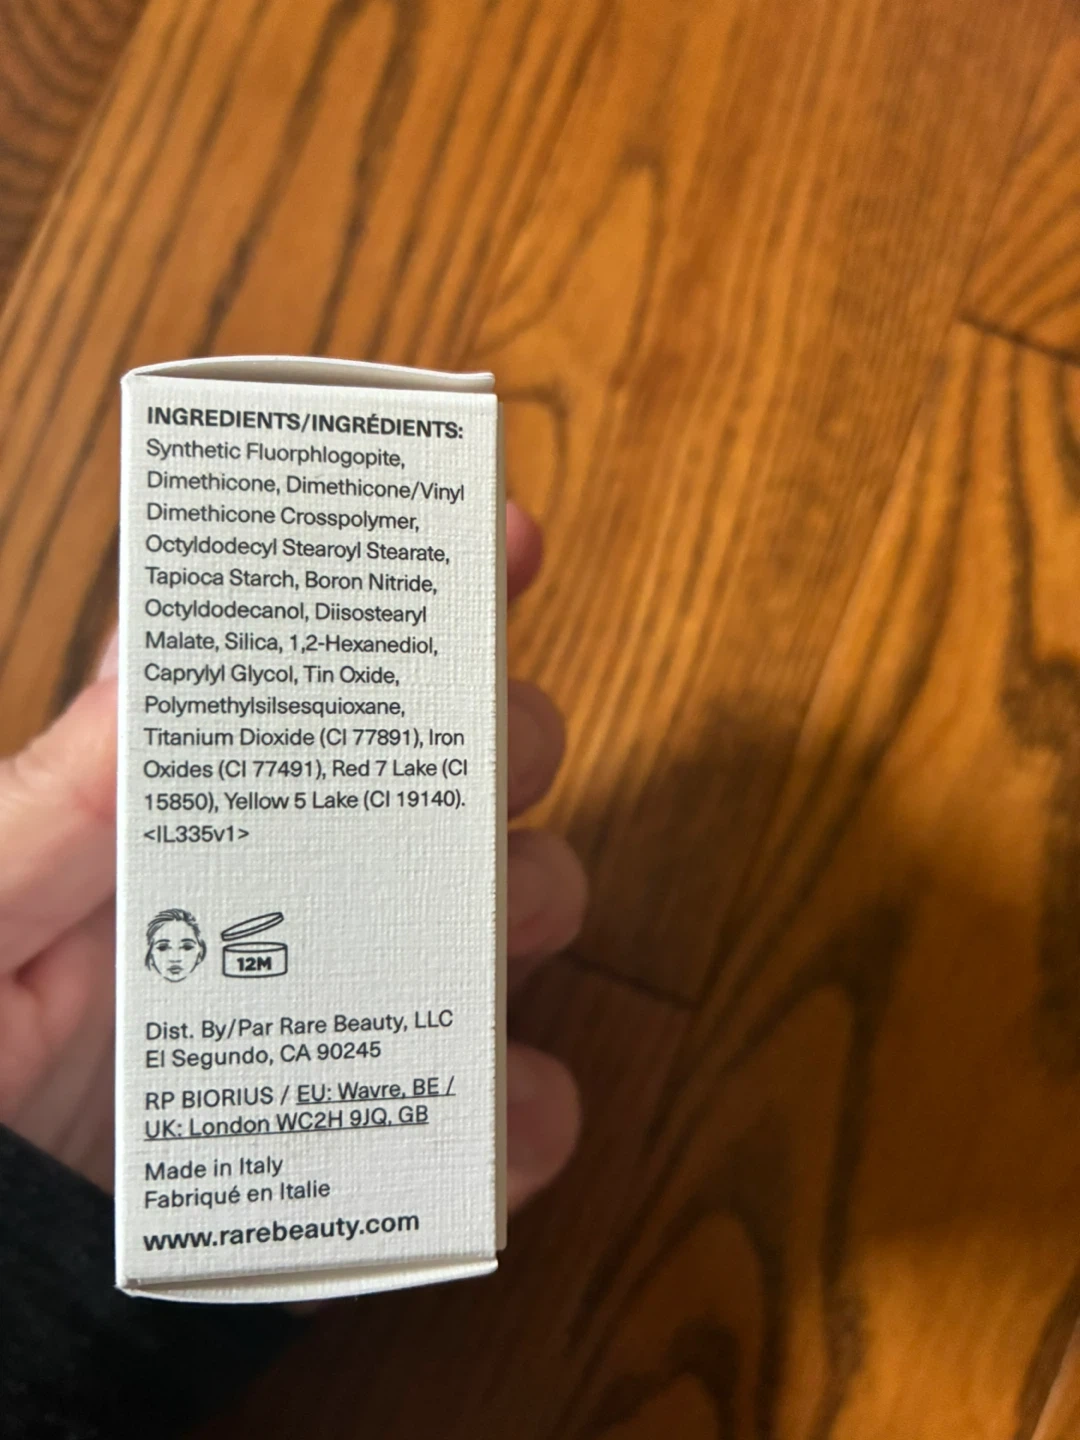 INGREDIENTS/INGRÉDIENTS:
Synthetic Fluorphlogopite,
Dimethicone, Dimethicone/Vinyl
Dimethicone Crosspolymer,
Octyldodecyl Stearoyl Stearate,
Tapioca Starch, Boron Nitride,
Octyldodecanol, Diisostearyl
Malate, Silica, 1,2-Hexanediol,
Caprylyl Glycol, Tin Oxide,
Polymethylsilsesquioxane,
Titanium Dioxide (CI 77891), Iron
Oxides (CI 77491), Red 7 Lake (CI
15850), Yellow 5 Lake (CI 19140).
<IL335v1>
12M
Dist. By/Par Rare Beauty, LLC
El Segundo, CA 90245
RP BIORIUS / EU: Wavre, BE /
UK: London WC2H 9JQ, GB
Made in Italy
Fabriqué en Italie
www.rarebeauty.com